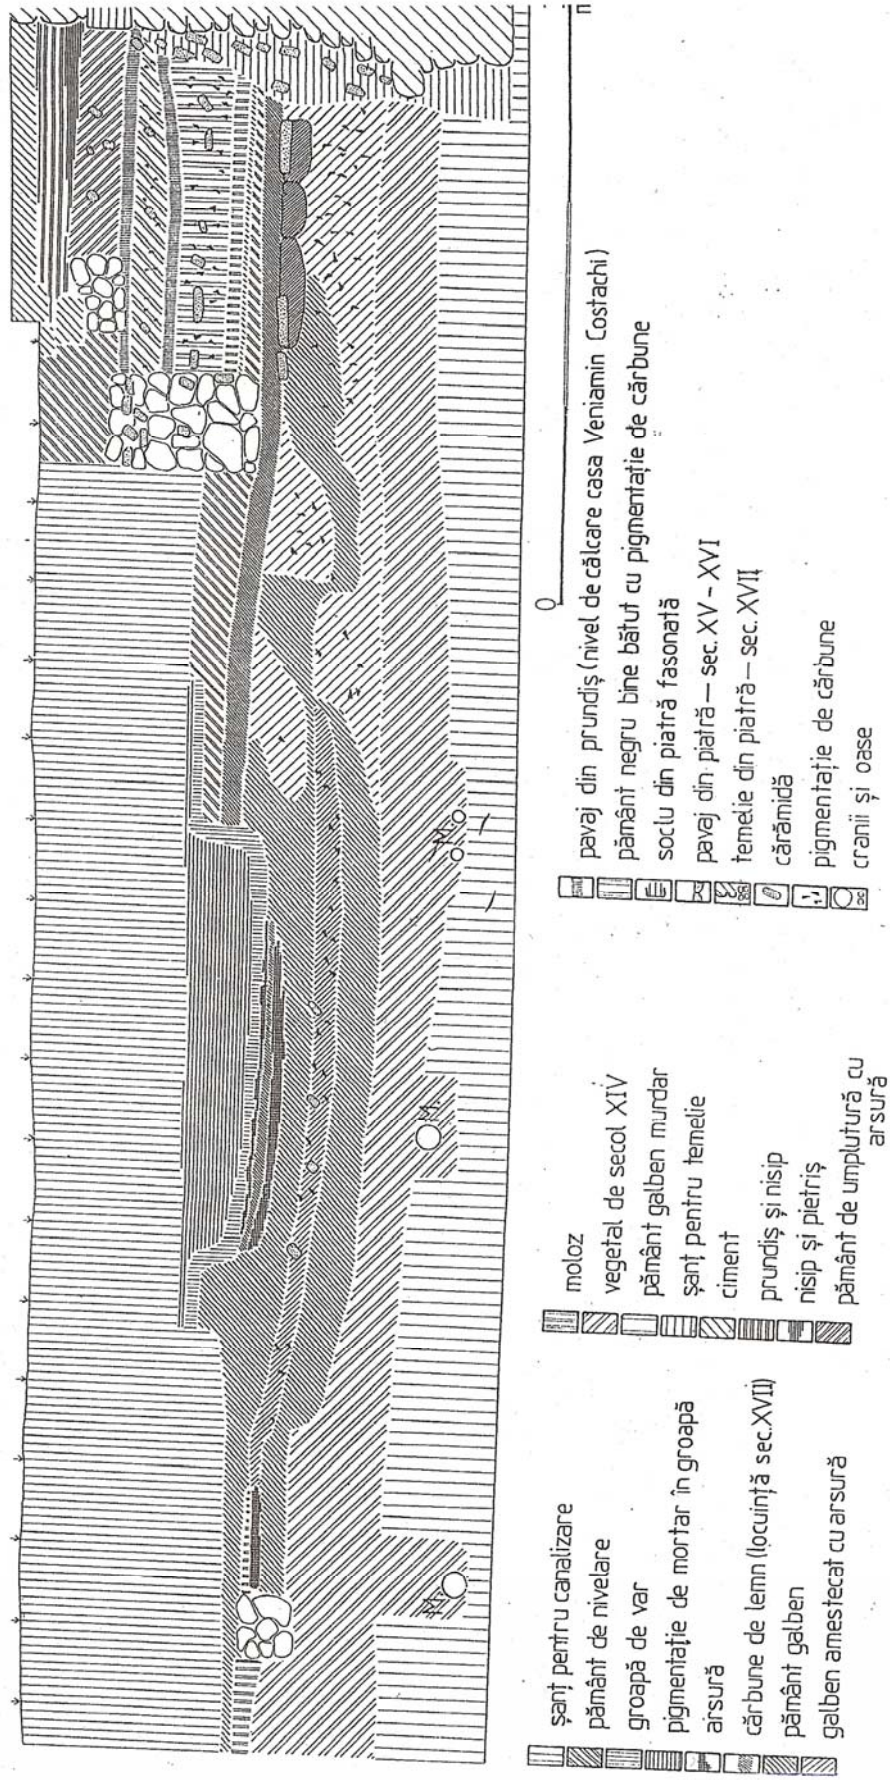 M.
M.
M.
0
șanț pentru canalizare
pământ de nivelare
groapă de var
pigmentație de mortar în groapă
arsură
cărbune de lemn (locuință sec.XVII)
pământ galben
galben amestecat cu arsură
moloz
vegetal de secol XIV
pământ galben murdar
șanț pentru temelie
ciment
prundiș și nisip
nisip și pietriș
pământ de umplutură cu
arsură
pavaj din prundiș (nivel de călcare casa Veniamin Costachi)
pământ negru bine bătut cu pigmentație de cărbune
soclu din piatră fasonată
pavaj din piatră — sec. XV - XVI
temelie din piatră — sec. XVII
cărămidă
pigmentație de cărbune
cranii și oase